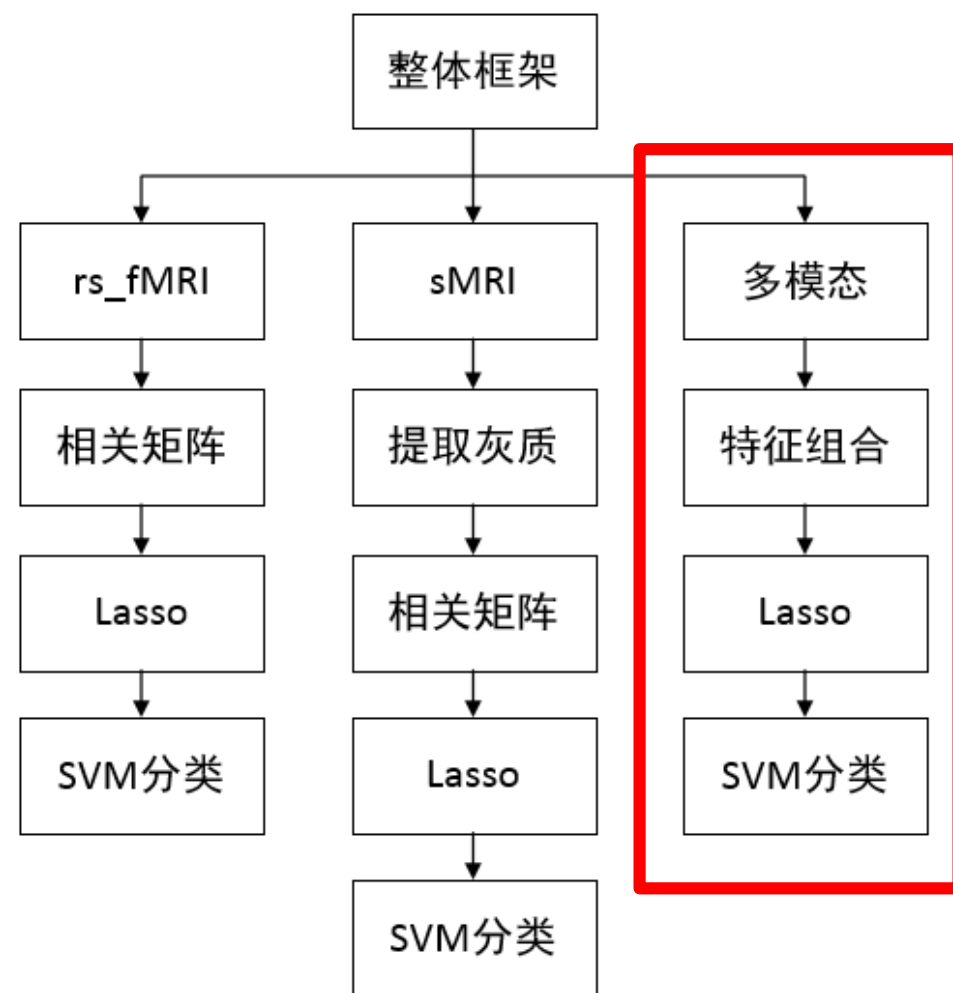 整体框架
rs_fMRI
sMRI
多模态
相关矩阵
提取灰质
特征组合
Lasso
相关矩阵
Lasso
SVM分类
Lasso
SVM分类
SVM分类